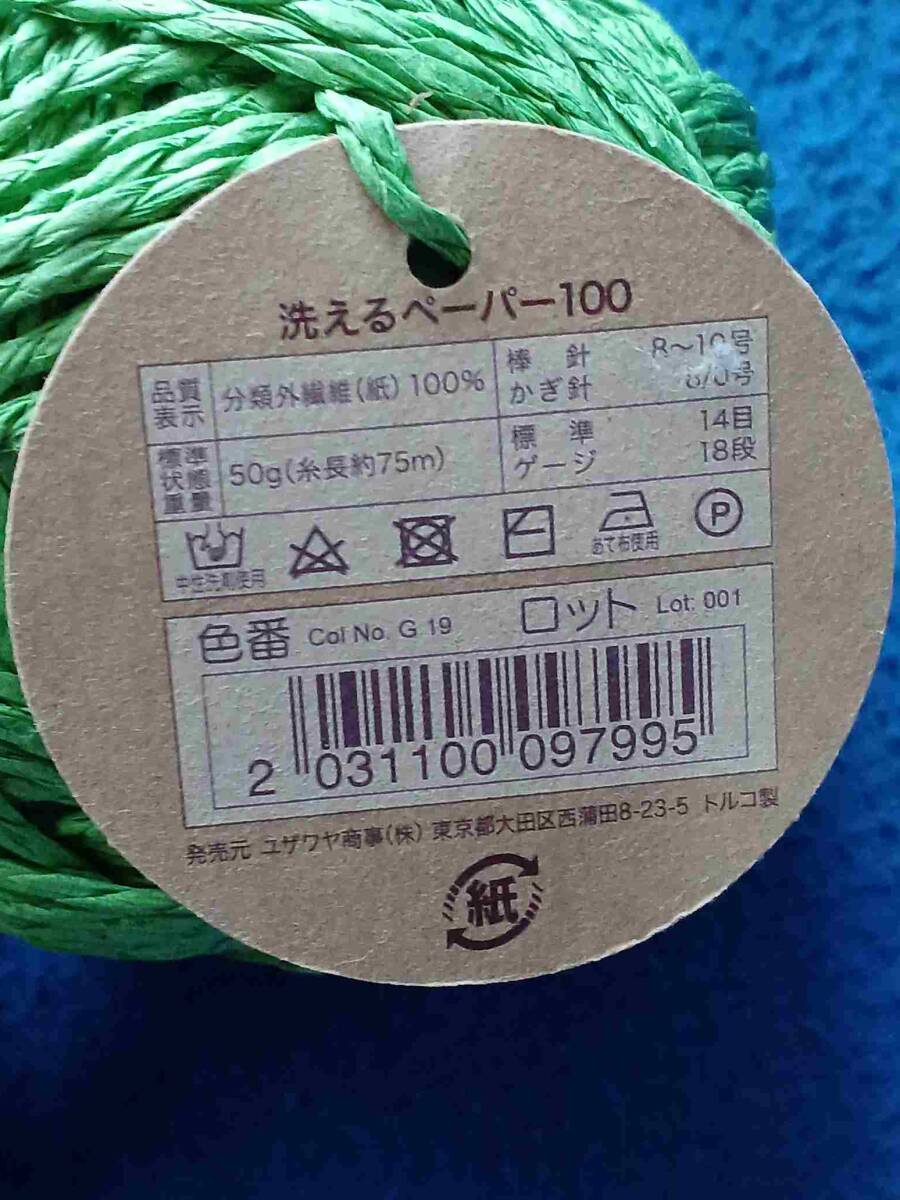 洗えるペーパー100
品質表示 分類外繊維(紙) 100%
棒針 8～10号
かぎ針 号
標準状態重量 50g(糸長約75m)
標準ゲージ 14目 18段
中性洗剤使用 あて布使用 P
色番 Col No. G 19 ロット Lot: 001
2 031100 097995
発売元 ユザワヤ商事(株) 東京都大田区西蒲田8-23-5 トルコ製
紙